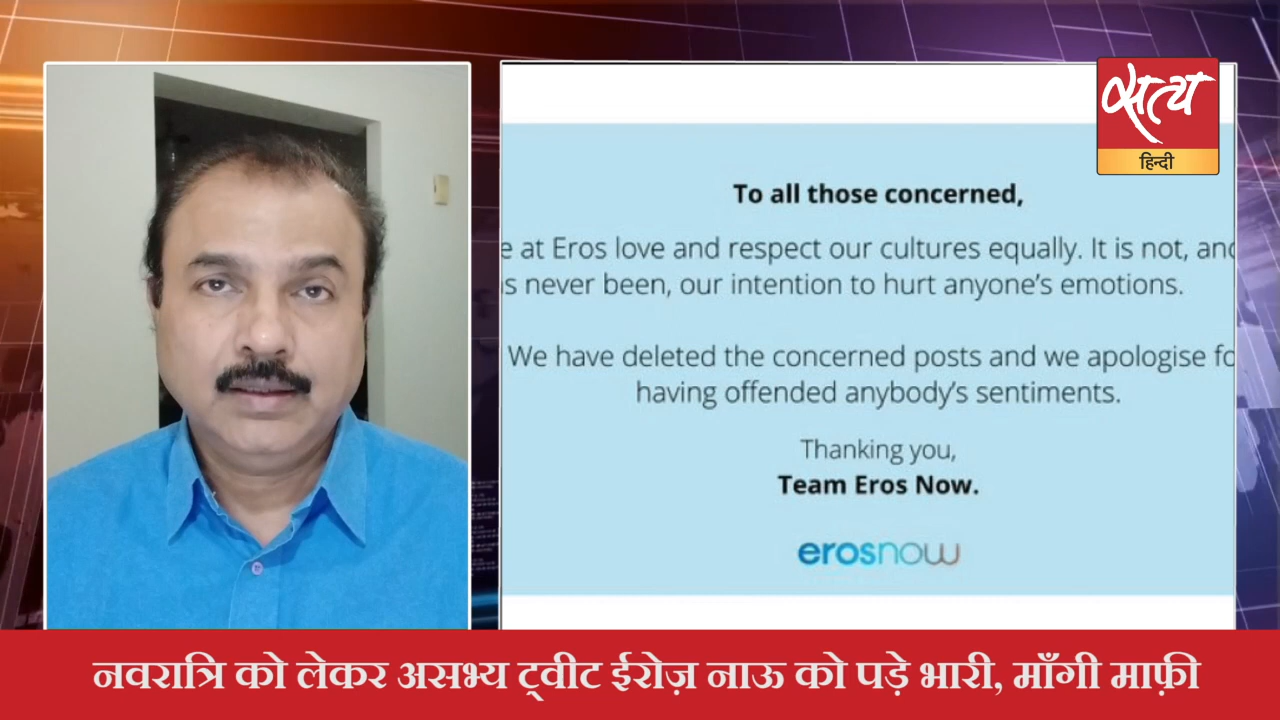 सत्य
हिन्दी
To all those concerned,
e at Eros love and respect our cultures equally. It is not, and
s never been, our intention to hurt anyone's emotions.
We have deleted the concerned posts and we apologise fo
having offended anybody's sentiments.
Thanking you,
Team Eros Now.
erosnow
नवरात्रि को लेकर असभ्य ट्वीट ईरोज़ नाऊ को पड़े भारी, माँगी माफ़ी